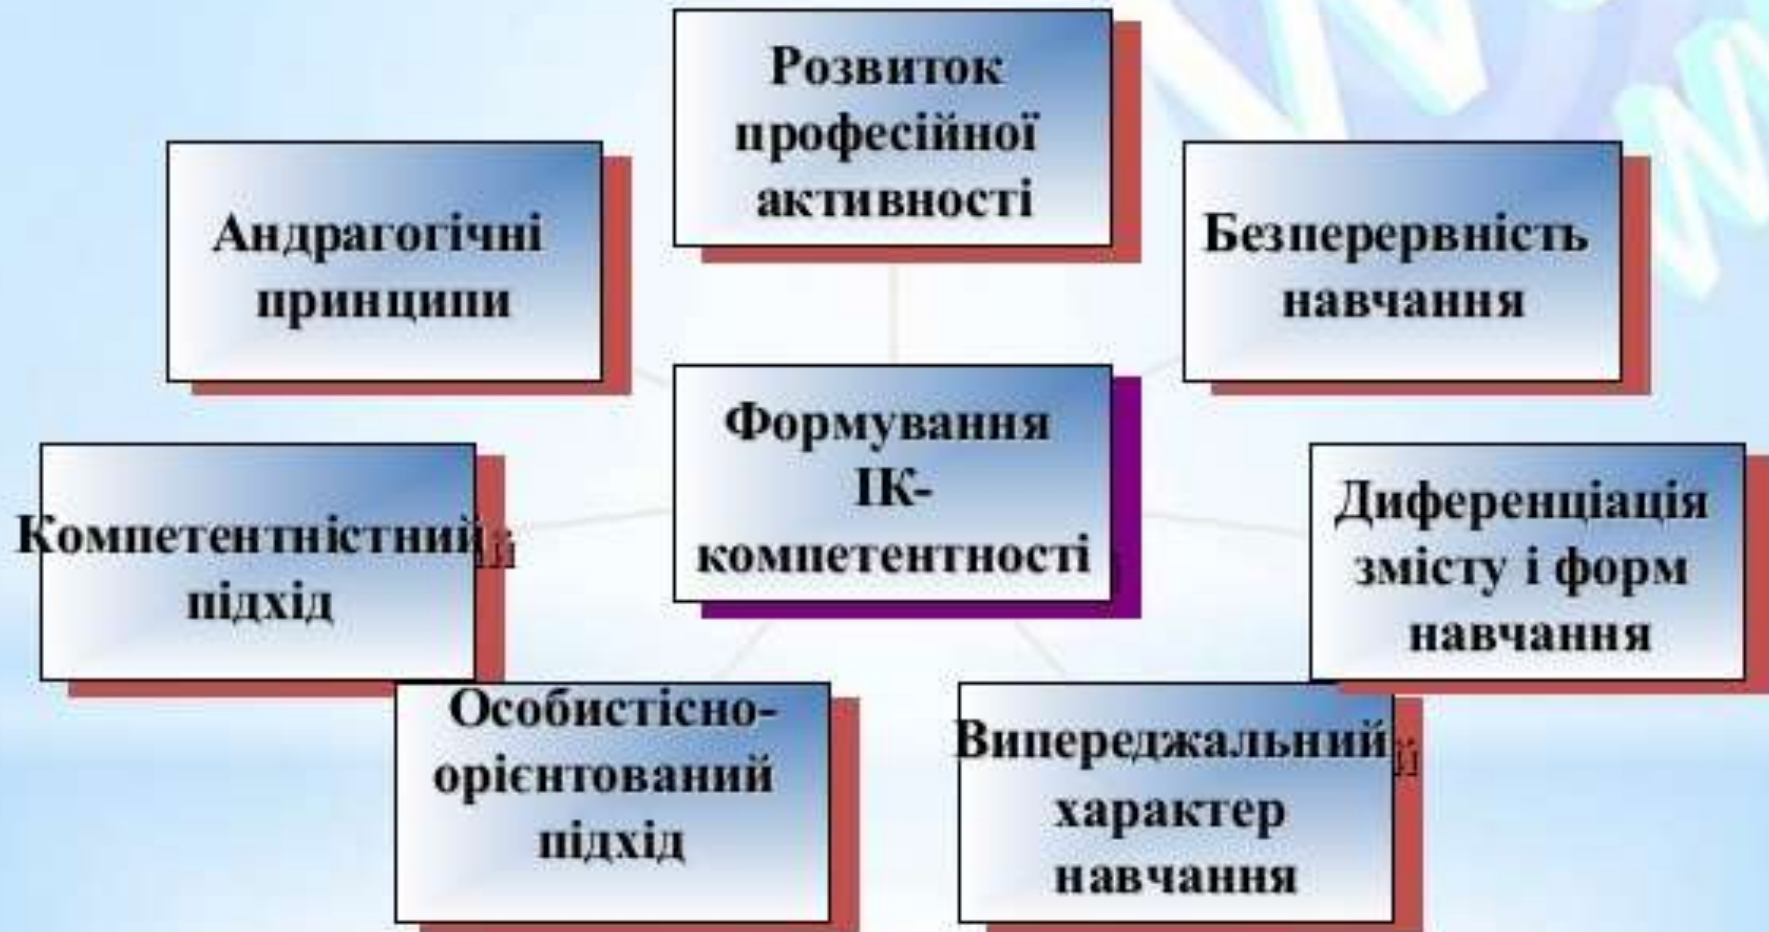 Розвиток
професійної
активності
Андрагогічні
принципи
Безперервність
навчання
Формування
ІК-
компетентності
Компетентністний
підхід
Диференціація
змісту і форм
навчання
Особистісно-
орієнтований
підхід
Випереджальний
характер
навчання